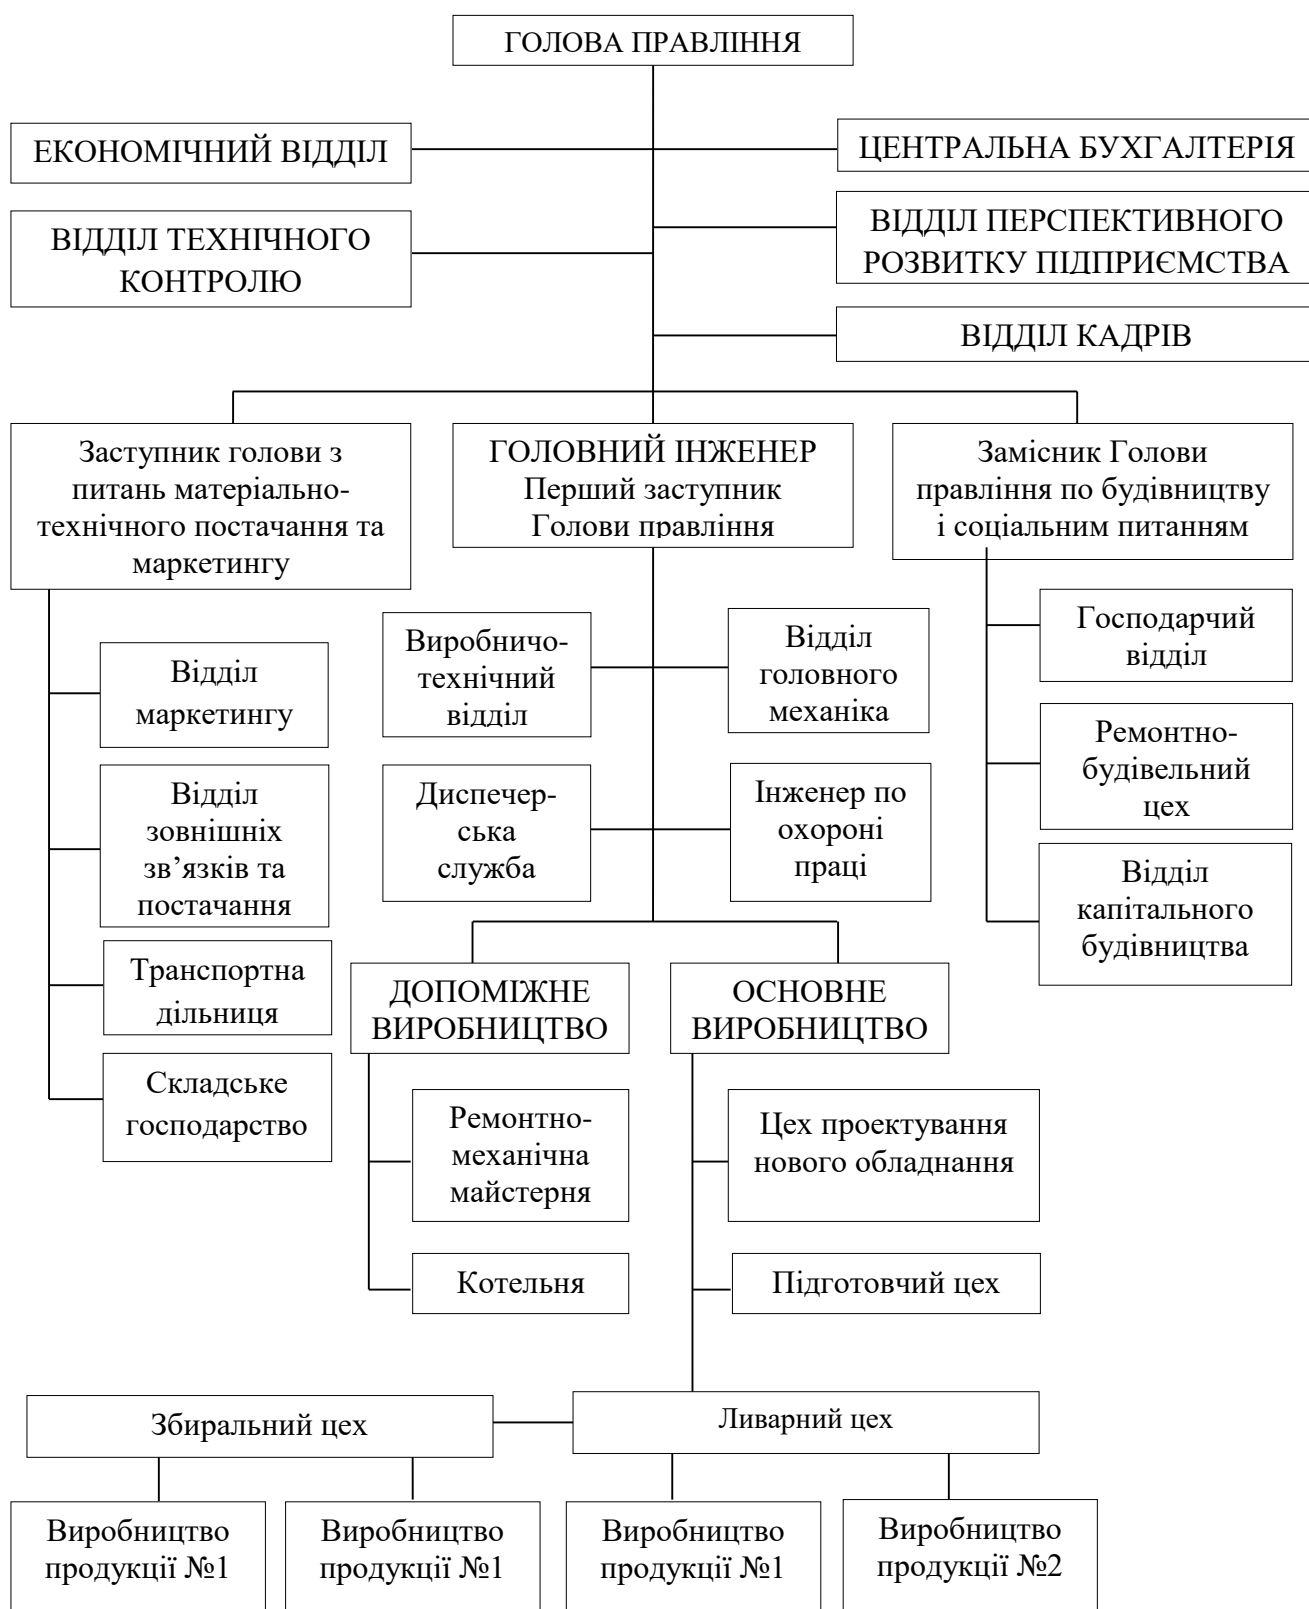 ГОЛОВА ПРАВЛІННЯ
ЕКОНОМІЧНИЙ ВІДДІЛ
ЦЕНТРАЛЬНА БУХГАЛТЕРІЯ
ВІДДІЛ ТЕХНІЧНОГО
КОНТРОЛЮ
ВІДДІЛ ПЕРСПЕКТИВНОГО
РОЗВИТКУ ПІДПРИЄМСТВА
ВІДДІЛ КАДРІВ
Заступник голови з
питань матеріально-
технічного постачання та
маркетингу
ГОЛОВНИЙ ІНЖЕНЕР
Перший заступник
Голови правління
Замісник Голови
правління по будівництву
і соціальним питанням
Відділ
маркетингу
Відділ
зовнішніх
зв’язків та
постачання
Транспортна
дільниця
Складське
господарство
Виробничо-
технічний
відділ
Відділ
головного
механіка
Диспечер-
ська
служба
Інженер по
охороні
праці
Господарчий
відділ
Ремонтно-
будівельний
цех
Відділ
капітального
будівництва
ДОПОМІЖНЕ
ВИРОБНИЦТВО
ОСНОВНЕ
ВИРОБНИЦТВО
Ремонтно-
механічна
майстерня
Котельня
Цех проектування
нового обладнання
Підготовчий цех
Збиральний цех
Ливарний цех
Виробництво
продукції №1
Виробництво
продукції №1
Виробництво
продукції №1
Виробництво
продукції №2